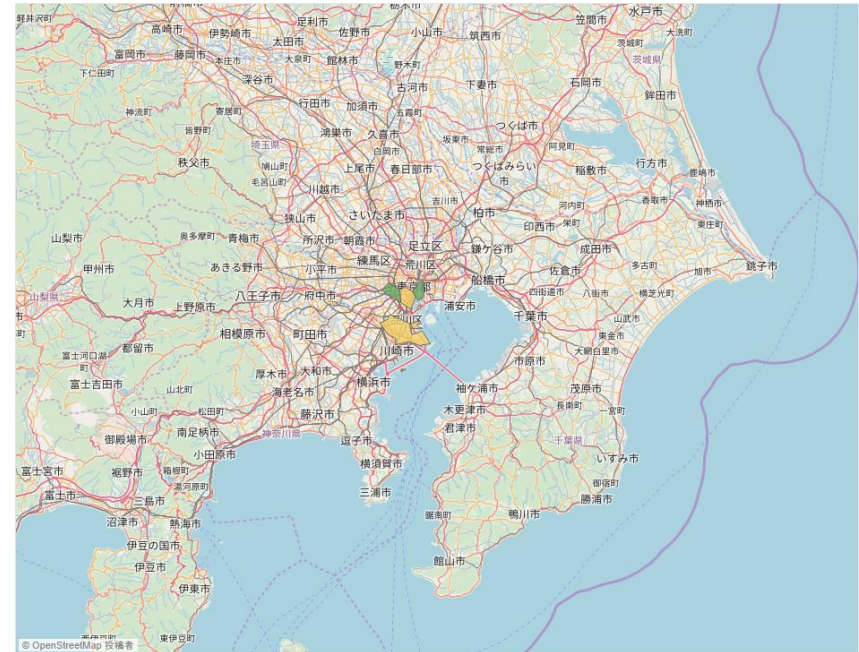 栃木市
水戸市
笠間市
軽井沢町
高崎市
伊勢崎市
足利市
佐野市
小山市
筑西市
大洗町
茨城町
太田市
富岡市
藤岡市
本庄市
大泉町
館林市
野木町
茨城県
下仁田町
深谷市
古河市
下妻市
石岡市
鉾田市
行田市
加須市
神流町
寄居町
五霞町
つくば市
皆野町
鴻巣市
久喜市
坂東市
常総市
阿見町
埼玉県
白岡市
秩父市
鳩山町
上尾市
春日部市
つくばみらい
市
稲敷市
行方市
鹿嶋市
毛呂山町
川越市
吉川市
河内町
香取市
神栖市
狭山市
さいたま市
柏市
印西市
栄町
東庄町
山梨市
奥多摩町
青梅市
所沢市
朝霞市
足立区
鎌ケ谷市
成田市
甲州市
あきる野市
小平市
練馬区
荒川区
船橋市
佐倉市
多古町
旭市
銚子市
山梨県
大月市
上野原市
八王子市
府中市
東京都
浦安市
四街道市
八街市
横芝光町
千葉市
山武市
都留市
相模原市
町田市
品川区
東金市
富士河口湖
町
川崎市
大網白里市
富士吉田市
厚木市
大和市
横浜市
市原市
山北町
海老名市
袖ケ浦市
茂原市
小山町
松田町
藤沢市
木更津市
長南町
一宮町
御殿場市
南足柄市
神奈川県
逗子市
君津市
千葉県
小田原市
富士宮市
裾野市
箱根町
横須賀市
いすみ市
湯河原町
御宿町
富士市
三島市
三浦市
勝浦市
沼津市
熱海市
鋸南町
鴨川市
伊豆の国市
伊豆市
館山市
伊東市
西伊豆町
東伊豆町
© OpenStreetMap 投稿者